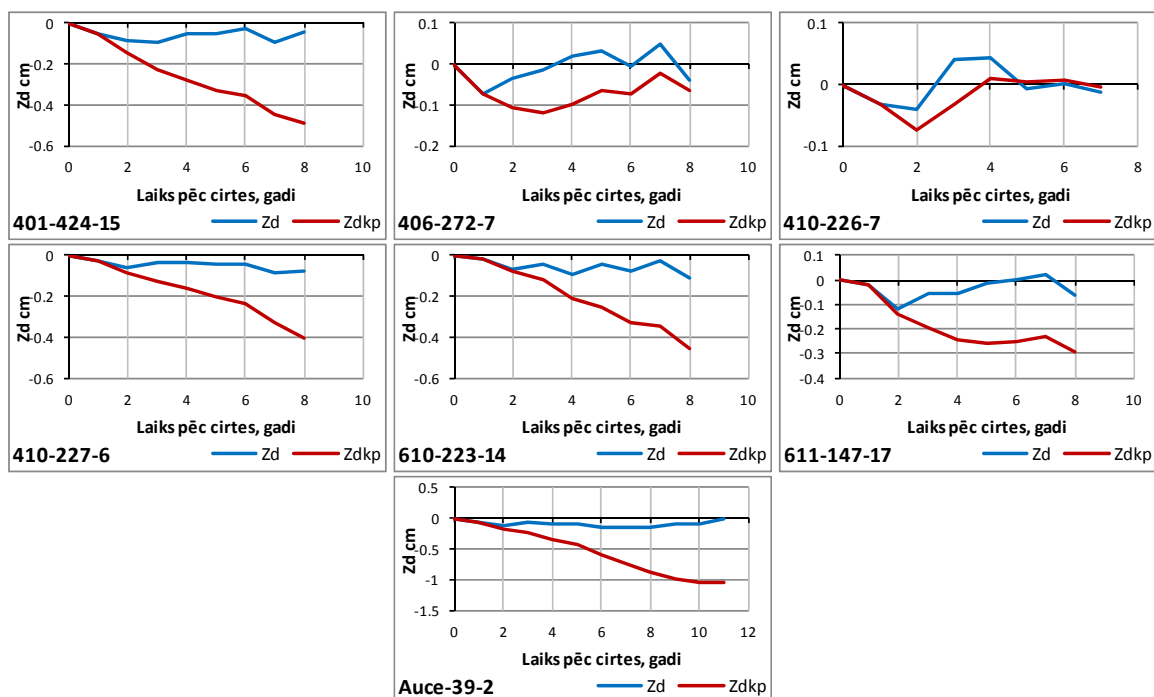 0
-0.2
-0.4
-0.6
Zd cm
0 2 4 6 8 10
Laiks pēc cirtes, gadi
401-424-15 Zd Zdkp
0.1
0
-0.1
-0.2
Zd cm
0 2 4 6 8 10
Laiks pēc cirtes, gadi
406-272-7 Zd Zdkp
0.1
0
-0.1
Zd cm
0 2 4 6 8
Laiks pēc cirtes, gadi
410-226-7 Zd Zdkp
0
-0.2
-0.4
-0.6
Zd cm
0 2 4 6 8 10
Laiks pēc cirtes, gadi
410-227-6 Zd Zdkp
0
-0.2
-0.4
-0.6
Zd cm
0 2 4 6 8 10
Laiks pēc cirtes, gadi
610-223-14 Zd Zdkp
0.1
0
-0.1
-0.2
-0.3
-0.4
Zd cm
0 2 4 6 8 10
Laiks pēc cirtes, gadi
611-147-17 Zd Zdkp
0.5
0
-0.5
-1
-1.5
Zd cm
0 2 4 6 8 10 12
Laiks pēc cirtes, gadi
Auce-39-2 Zd Zdkp